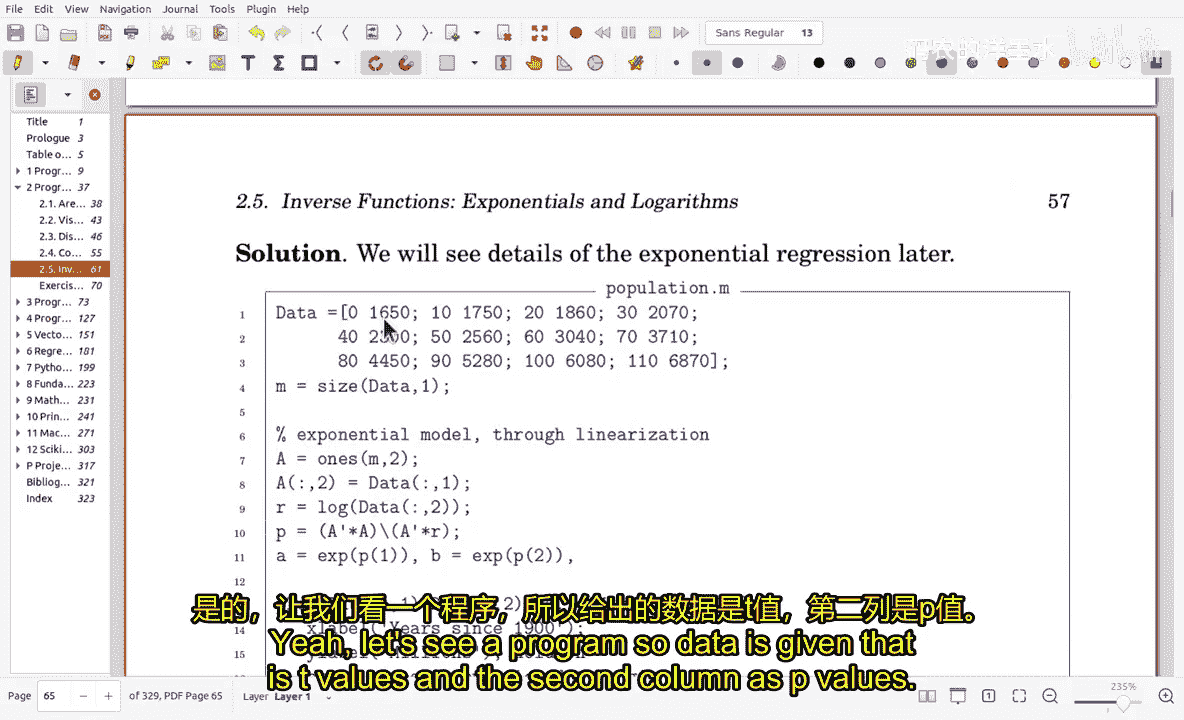 File Edit View Navigation Journal Tools Plugin Help
Sans Regular 13
Title 1
Prologue 3
Table o... 5
1 Progr... 9
2 Progr... 37
2.1. Are... 38
2.2. Vis... 43
2.3. Dis... 46
2.4. Co... 55
2.5. Inv... 61
Exercis... 70
3 Progr... 73
4 Progr... 127
5 Vecto... 151
6 Regre... 181
7 Pytho... 199
8 Funda... 223
9 Math... 231
10 Prin... 241
11 Mac... 271
12 Sciki... 303
P Proje... 317
Bibliog... 321
Index 323
2.5. Inverse Functions: Exponentials and Logarithms 57
Solution. We will see details of the exponential regression later.
population.m
1 Data =[0 1650; 10 1750; 20 1860; 30 2070;
2 40 2300; 50 2560; 60 3040; 70 3710;
3 80 4450; 90 5280; 100 6080; 110 6870];
4 m = size(Data,1);
5
6 % exponential model, through linearization
7 A = ones(m,2);
8 A(:,2) = Data(:,1);
9 r = log(Data(:,2));
10 p = (A'*A)\(A'*r);
11 a = exp(p(1)), b = exp(p(2)),
12
14 xlabel('Years since 1900');
15
是的，让我们看一个程序，所以给出的数据是t值，第二列是p值。
Yeah, let's see a program so data is given that
is t values and the second column as p values.
Page 65 − + of 329, PDF Page 65 Layer Layer 1 235%